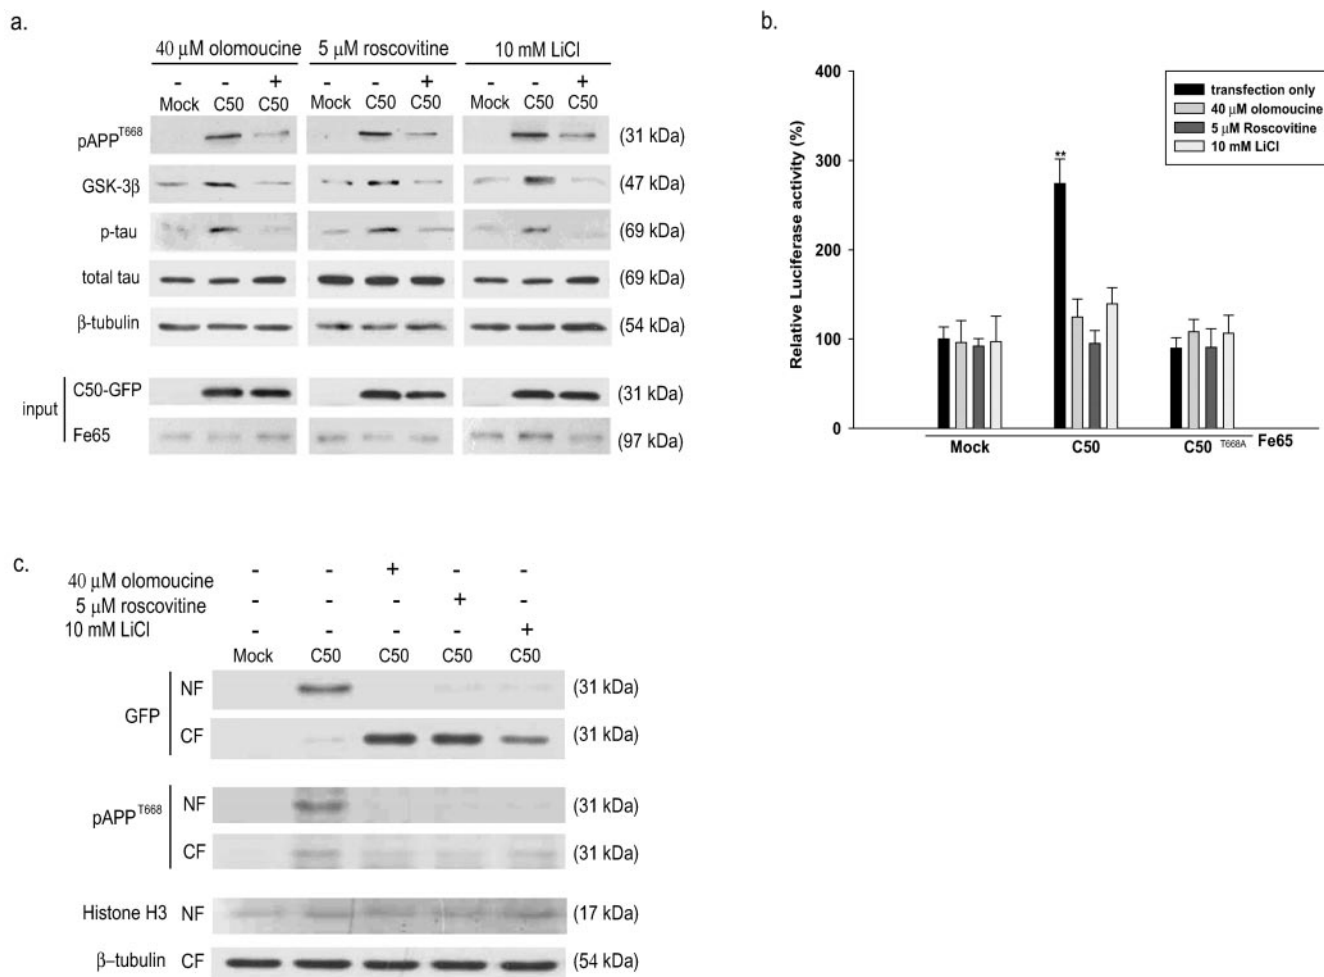 a.
40 μM olomoucine 5 μM roscovitine 10 mM LiCl
- - + - - + - - +
Mock C50 C50 Mock C50 C50 Mock C50 C50
pAPP^T668 (31 kDa)
GSK-3β (47 kDa)
p-tau (69 kDa)
total tau (69 kDa)
β-tubulin (54 kDa)
input
C50-GFP (31 kDa)
Fe65 (97 kDa)
b.
Relative Luciferase activity (%)
400
300
200
100
0
transfection only
40 μM olomoucine
5 μM Roscovitine
10 mM LiCl
**
Mock C50 C50 T668A Fe65
c.
40 μM olomoucine - - + - -
5 μM roscovitine - - - + -
10 mM LiCl - - - - +
Mock C50 C50 C50 C50
GFP
NF (31 kDa)
CF (31 kDa)
pAPP^T668
NF (31 kDa)
CF (31 kDa)
Histone H3 NF (17 kDa)
β-tubulin CF (54 kDa)